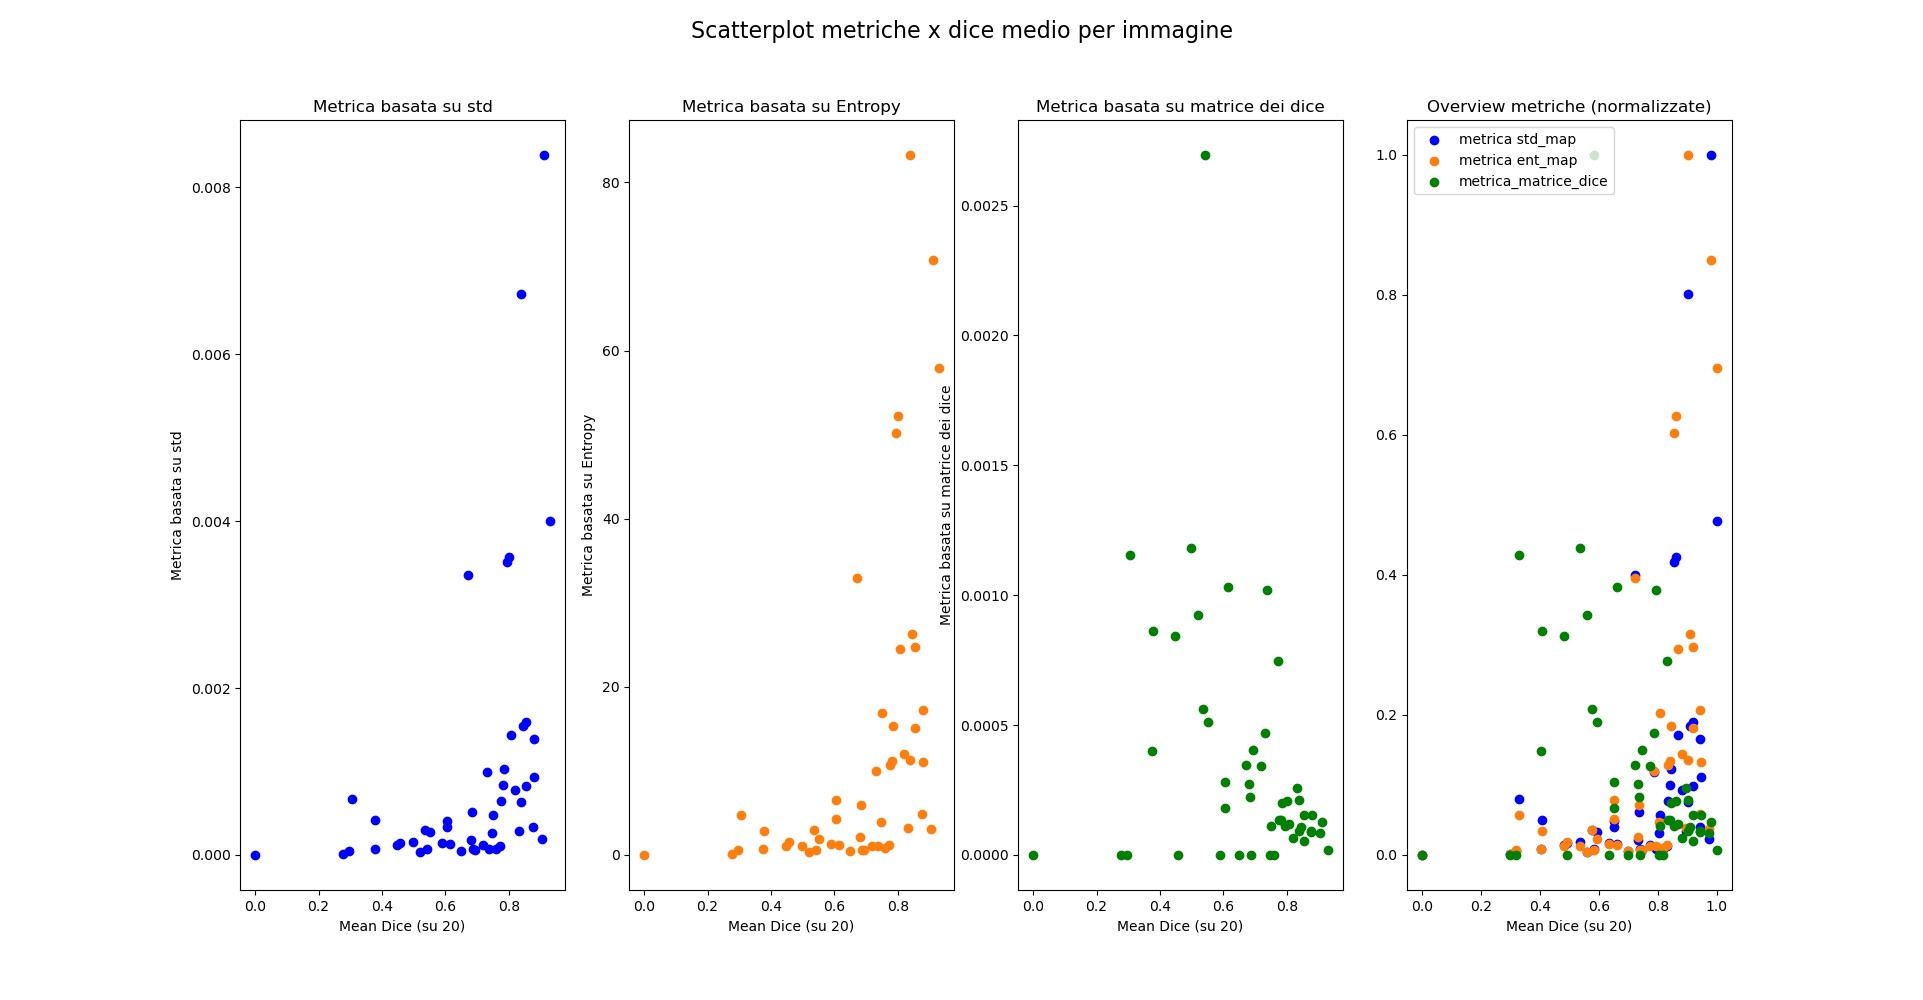 Scatterplot metriche x dice medio per immagine
Metrica basata su std
Metrica basata su std
0.008
0.006
0.004
0.002
0.000
0.0 0.2 0.4 0.6 0.8
Mean Dice (su 20)
Metrica basata su Entropy
Metrica basata su Entropy
80
60
40
20
0
0.0 0.2 0.4 0.6 0.8
Mean Dice (su 20)
Metrica basata su matrice dei dice
Metrica basata su matrice dei dice
0.0025
0.0020
0.0015
0.0010
0.0005
0.0000
0.0 0.2 0.4 0.6 0.8
Mean Dice (su 20)
Overview metriche (normalizzate)
metrica std_map
metrica ent_map
metrica_matrice_dice
1.0
0.8
0.6
0.4
0.2
0.0
0.0 0.2 0.4 0.6 0.8 1.0
Mean Dice (su 20)